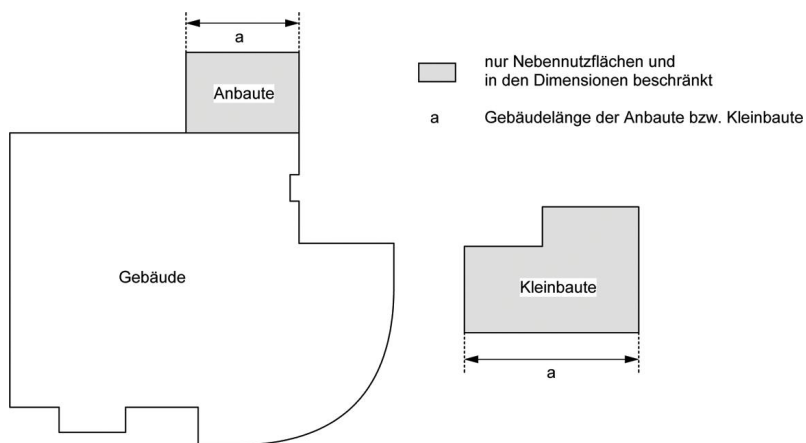 a
Anbaute
nur Nebennutzflächen und
in den Dimensionen beschränkt
a Gebäudelänge der Anbaute bzw. Kleinbaute
Gebäude
Kleinbaute
a